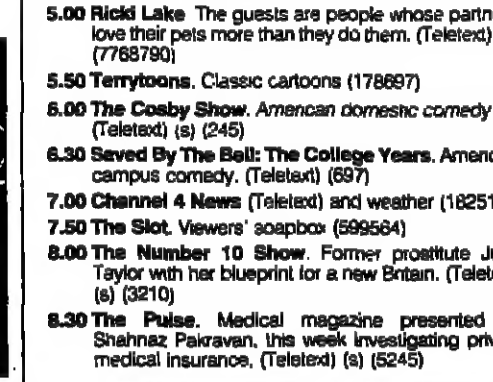 5.00 Ricki Lake The guests are people whose partn
love their pets more than they do them. (Teletext)
(7768790)
5.50 Terrytoons. Classic cartoons (178697)
6.00 The Cosby Show. American domestic comedy
(Teletext) (s) (245)
6.30 Saved By The Bell: The College Years. Americ
campus comedy. (Teletext) (697)
7.00 Channel 4 News (Teletext) and weather (18251
7.50 The Slot. Viewers' soapbox (599564)
8.00 The Number 10 Show. Former prostitute Ju
Taylor with her blueprint for a new Britain. (Telete
(s) (3210)
8.30 The Pulse. Medical magazine presented
Shahnaz Pakravan, this week investigating priv
medical insurance. (Teletext) (s) (5245)